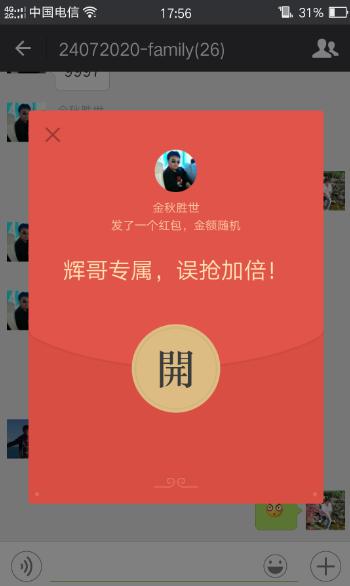 中国电信
17:56
31%
24072020-family(26)
9997
金秋胜世
金秋胜世
发了一个红包，金额随机
辉哥专属，误抢加倍！
開